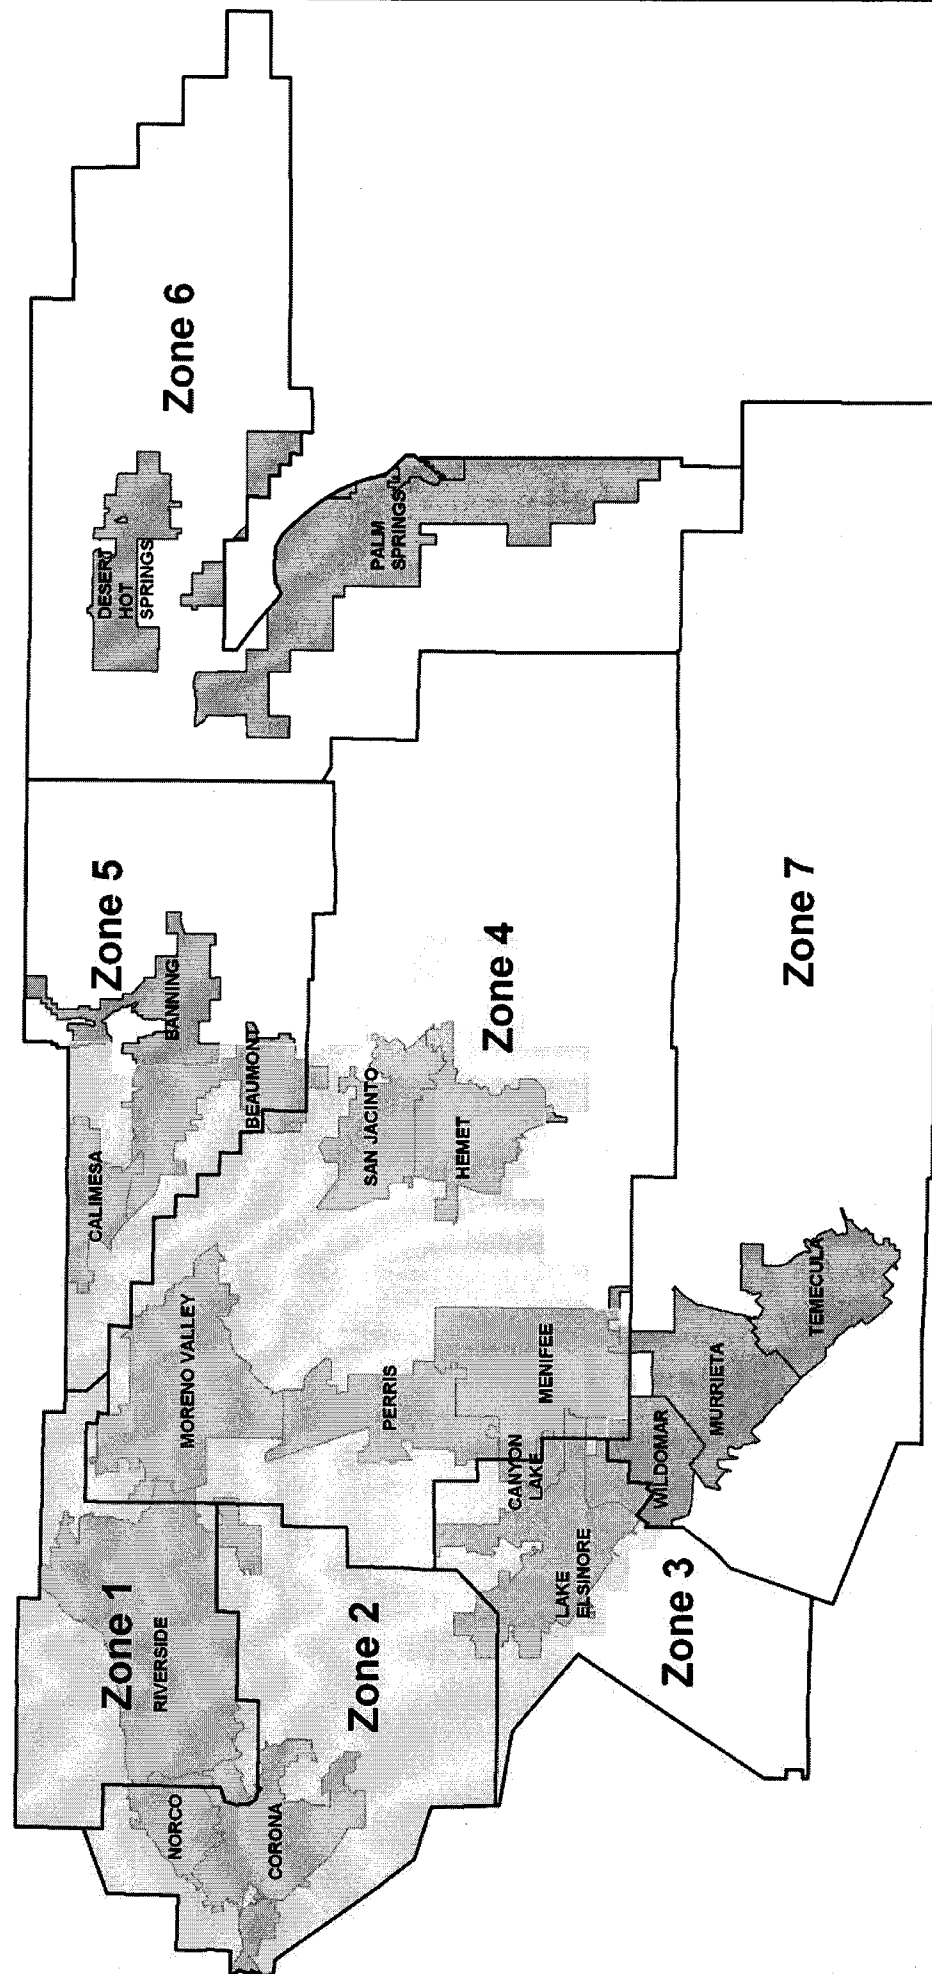 Zone 1
RIVERSIDE
NORCO
CORONA
Zone 2
Zone 3
LAKE
ELSINORE
CANYON
LAKE
WILDOMAR
MURRIETA
TEMECULA
MENIFEE
PERRIS
MORENO VALLEY
CALIMESA
BEAUMONT
BANNING
Zone 5
SAN JACINTO
HEMET
Zone 4
Zone 7
DESERT
HOT
SPRINGS
Zone 6
PALM
SPRINGS